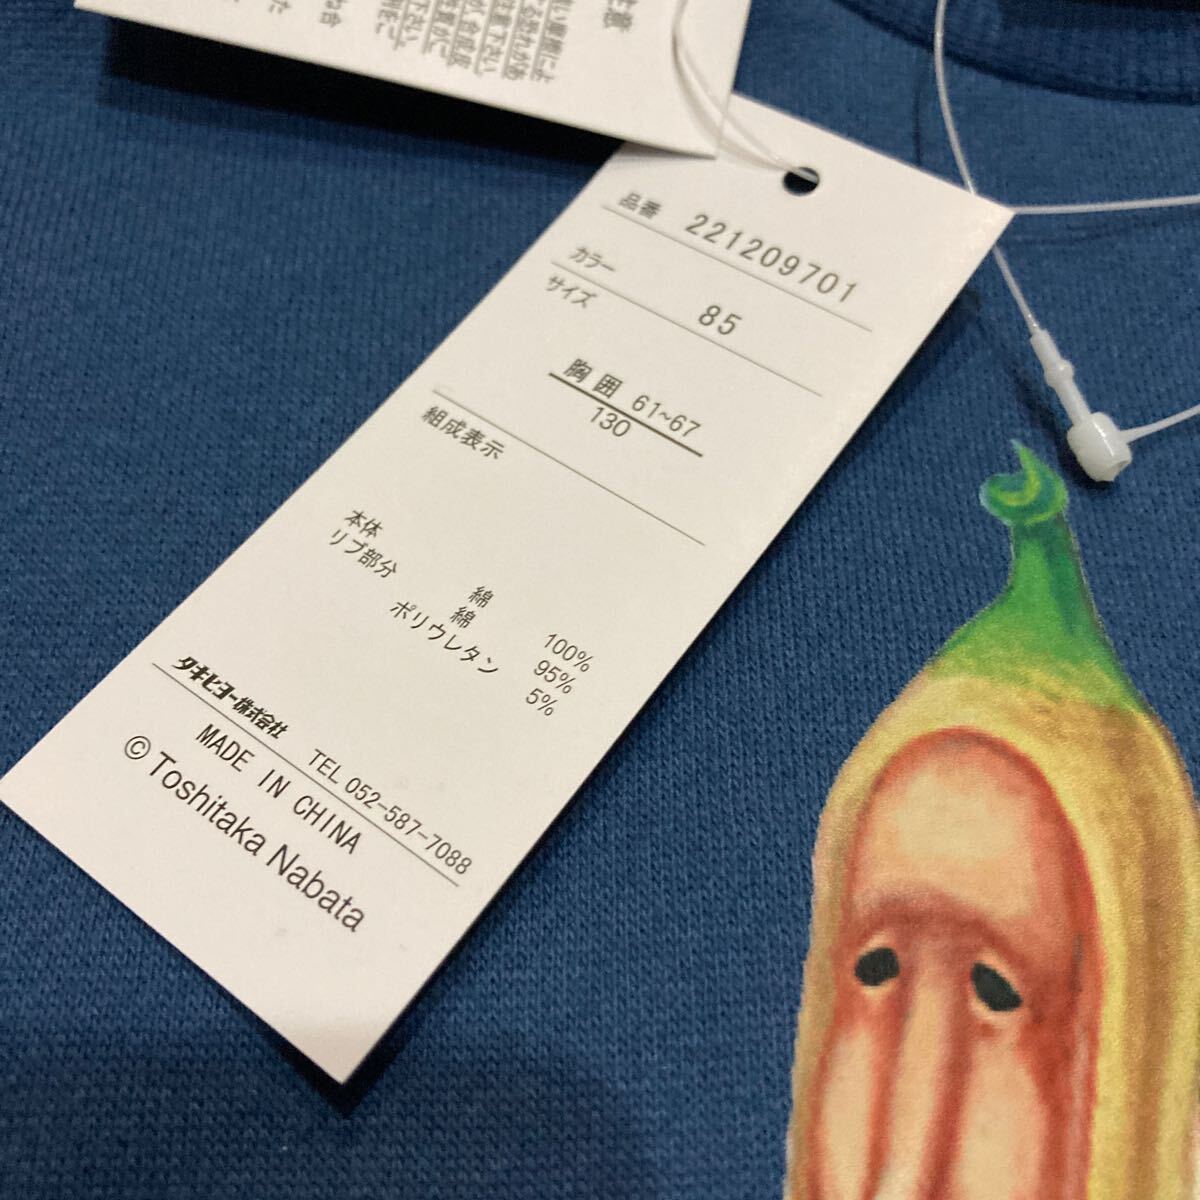 注意
品番 221209701
カラー 85
サイズ
胸囲 61~67
130
組成表示
本体 綿 100%
リブ部分 綿 95%
ポリウレタン 5%
タキヒヨー株式会社 TEL 052-587-7088
MADE IN CHINA
© Toshitaka Nabata